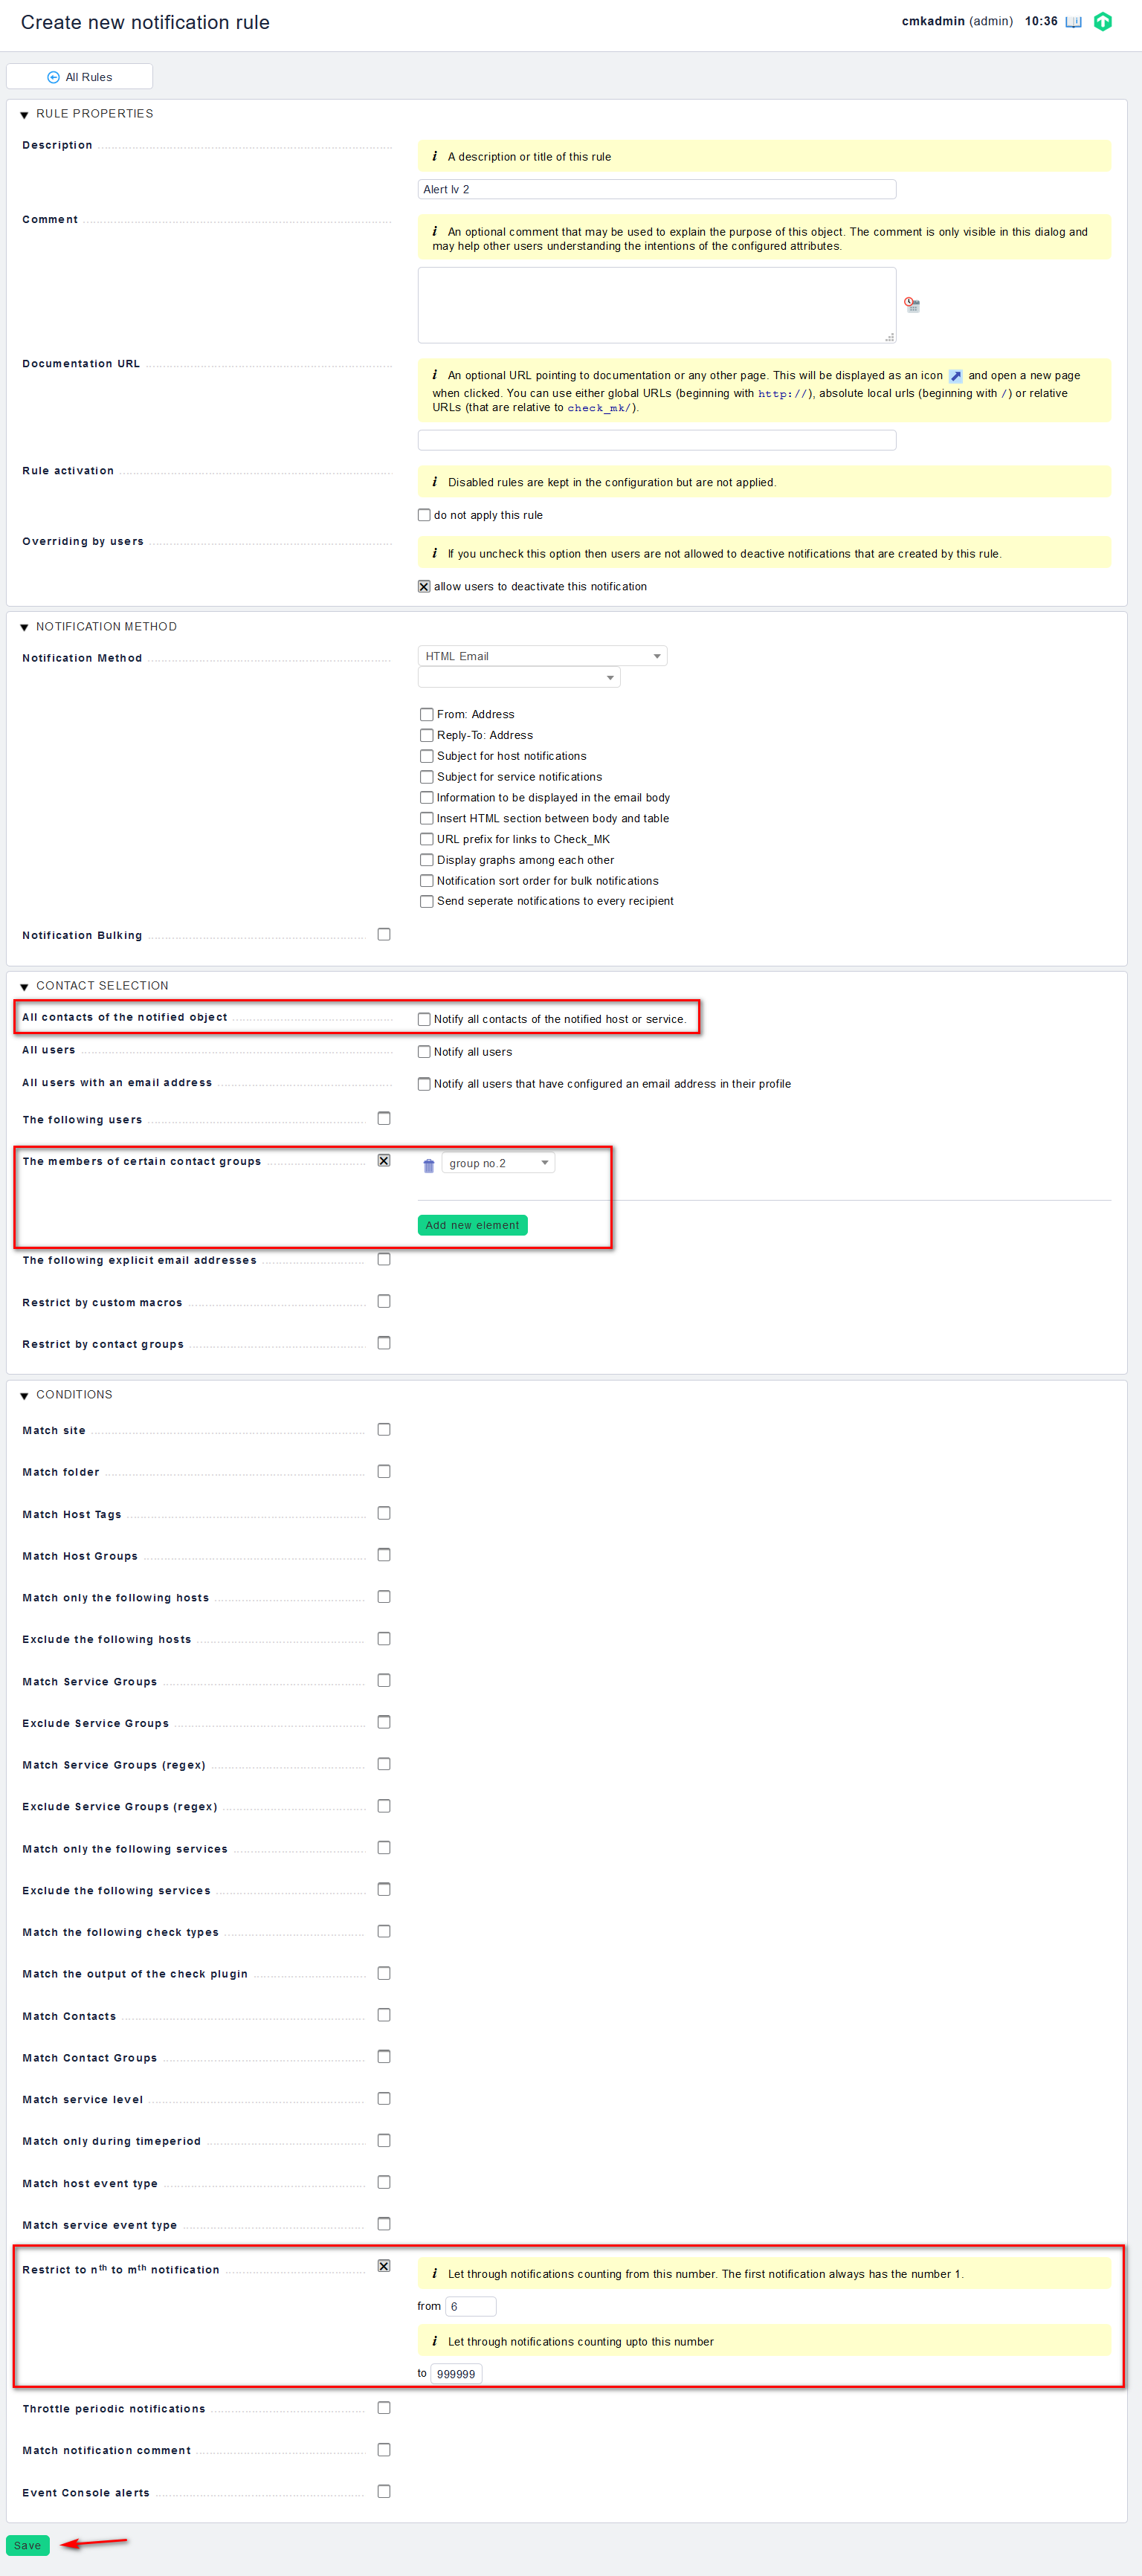 Create new notification rule
cmkadmin (admin) 10:36
All Rules
RULE PROPERTIES
Description
i A description or title of this rule
Alert lv 2
Comment
i An optional comment that may be used to explain the purpose of this object. The comment is only visible in this dialog and
may help other users understanding the intentions of the configured attributes.
Documentation URL
i An optional URL pointing to documentation or any other page. This will be displayed as an icon and open a new page
when clicked. You can use either global URLs (beginning with http://), absolute local urls (beginning with /) or relative
URLs (that are relative to check_mk/).
Rule activation
i Disabled rules are kept in the configuration but are not applied.
do not apply this rule
Overriding by users
i If you uncheck this option then users are not allowed to deactive notifications that are created by this rule.
allow users to deactivate this notification
NOTIFICATION METHOD
Notification Method
HTML Email
From: Address
Reply-To: Address
Subject for host notifications
Subject for service notifications
Information to be displayed in the email body
Insert HTML section between body and table
URL prefix for links to Check_MK
Display graphs among each other
Notification sort order for bulk notifications
Send seperate notifications to every recipient
Notification Bulking
CONTACT SELECTION
All contacts of the notified object
Notify all contacts of the notified host or service.
All users
Notify all users
All users with an email address
Notify all users that have configured an email address in their profile
The following users
The members of certain contact groups
group no.2
Add new element
The following explicit email addresses
Restrict by custom macros
Restrict by contact groups
CONDITIONS
Match site
Match folder
Match Host Tags
Match Host Groups
Match only the following hosts
Exclude the following hosts
Match Service Groups
Exclude Service Groups
Match Service Groups (regex)
Exclude Service Groups (regex)
Match only the following services
Exclude the following services
Match the following check types
Match the output of the check plugin
Match Contacts
Match Contact Groups
Match service level
Match only during timeperiod
Match host event type
Match service event type
Restrict to nth to mth notification
i Let through notifications counting from this number. The first notification always has the number 1.
from 6
i Let through notifications counting upto this number
to 999999
Throttle periodic notifications
Match notification comment
Event Console alerts
Save